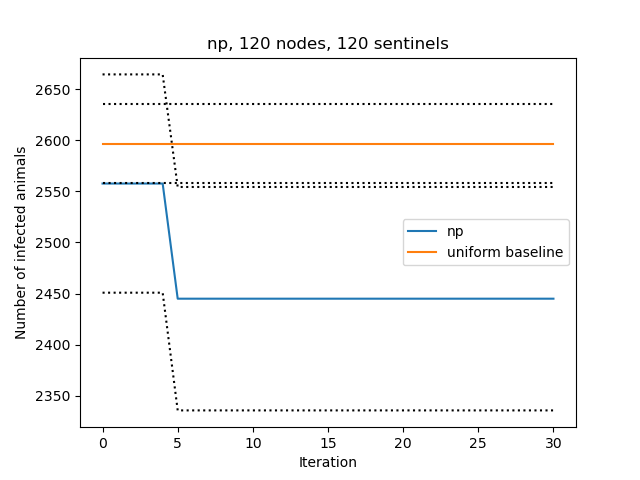 np, 120 nodes, 120 sentinels
Number of infected animals
2650
2600
2550
2500
2450
2400
2350
np
uniform baseline
0 5 10 15 20 25 30
Iteration